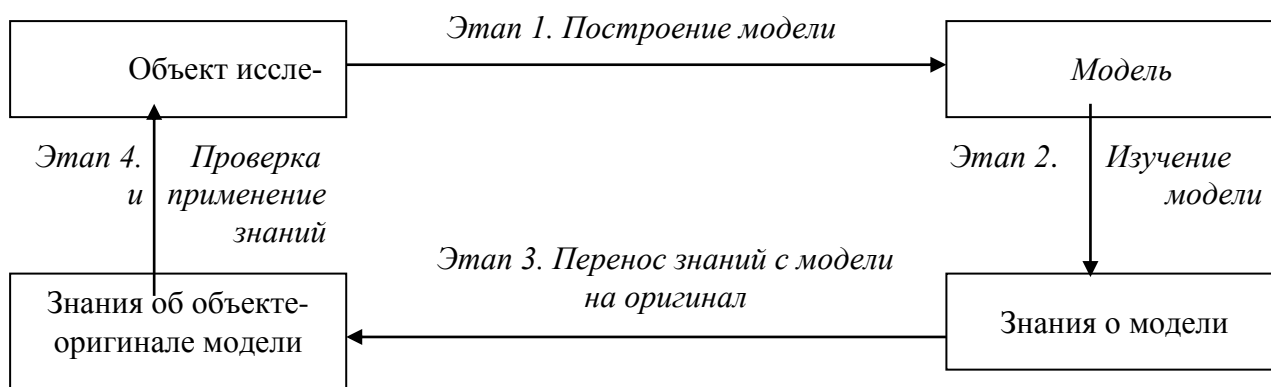 Этап 1. Построение модели
Объект иссле-
Модель
Этап 4. Проверка
и применение
знаний
Этап 2. Изучение
модели
Этап 3. Перенос знаний с модели
на оригинал
Знания об объекте-
оригинале модели
Знания о модели